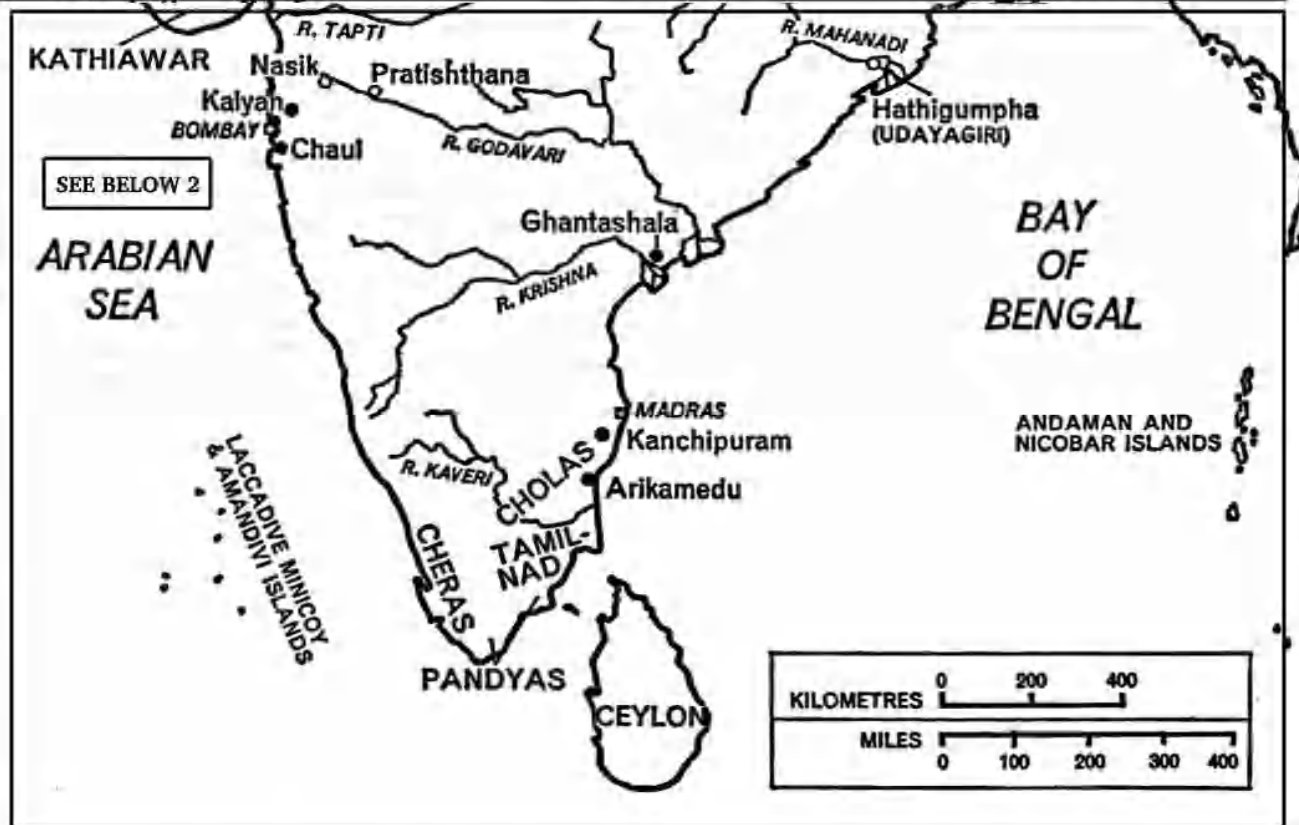 R. TAPTI
R. MAHANADI
KATHIAWAR
Nasik
Pratishthana
Kalyan
BOMBAY
Chaul
R. GODAVARI
Hathigumpha
(UDAYAGIRI)
SEE BELOW 2
ARABIAN
SEA
Ghantashala
R. KRISHNA
BAY
OF
BENGAL
MADRAS
Kanchipuram
ANDAMAN AND
NICOBAR ISLANDS
R. KAVERI
CHOLAS
Arikamedu
LACCADIVE MINICOY
& AMANDIVI ISLANDS
CHERAS
TAMIL-
NAD
PANDYAS
CEYLON
KILOMETRES
0 200 400
MILES
0 100 200 300 400